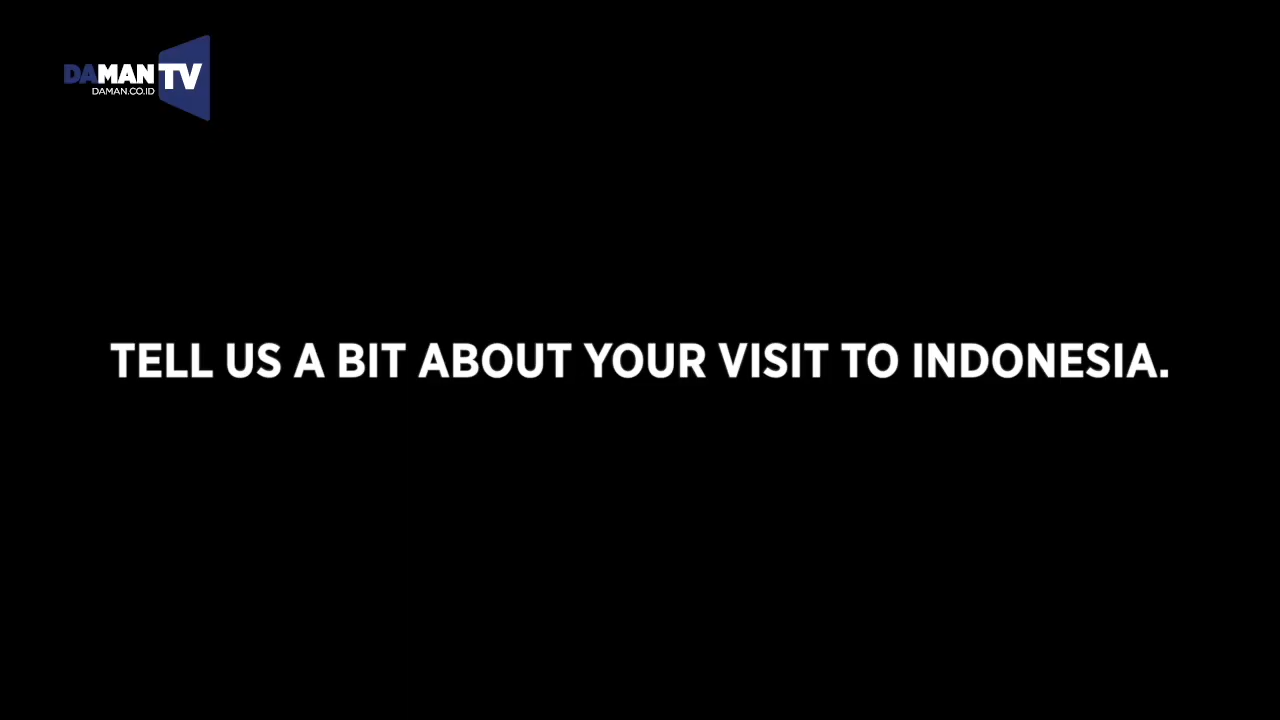 DAMAN TV
DAMAN.CO.ID
TELL US A BIT ABOUT YOUR VISIT TO INDONESIA.